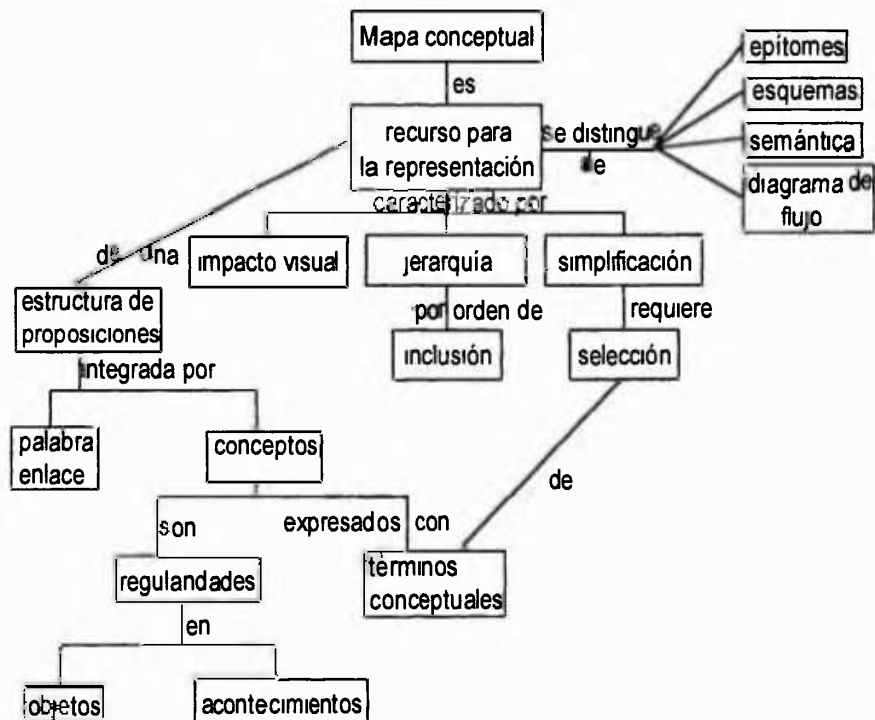 Mapa conceptual
es
recurso para
la representación
se distingue
de
epitomes
esquemas
semántica
diagrama de
flujo
caracterizado por
de una
impacto visual
jerarquía
simplificación
estructura de
proposiciones
por orden de
requiere
inclusión
selección
integrada por
palabra
enlace
conceptos
de
son
expresados con
regulandades
términos
conceptuales
en
objetos
acontecimientos